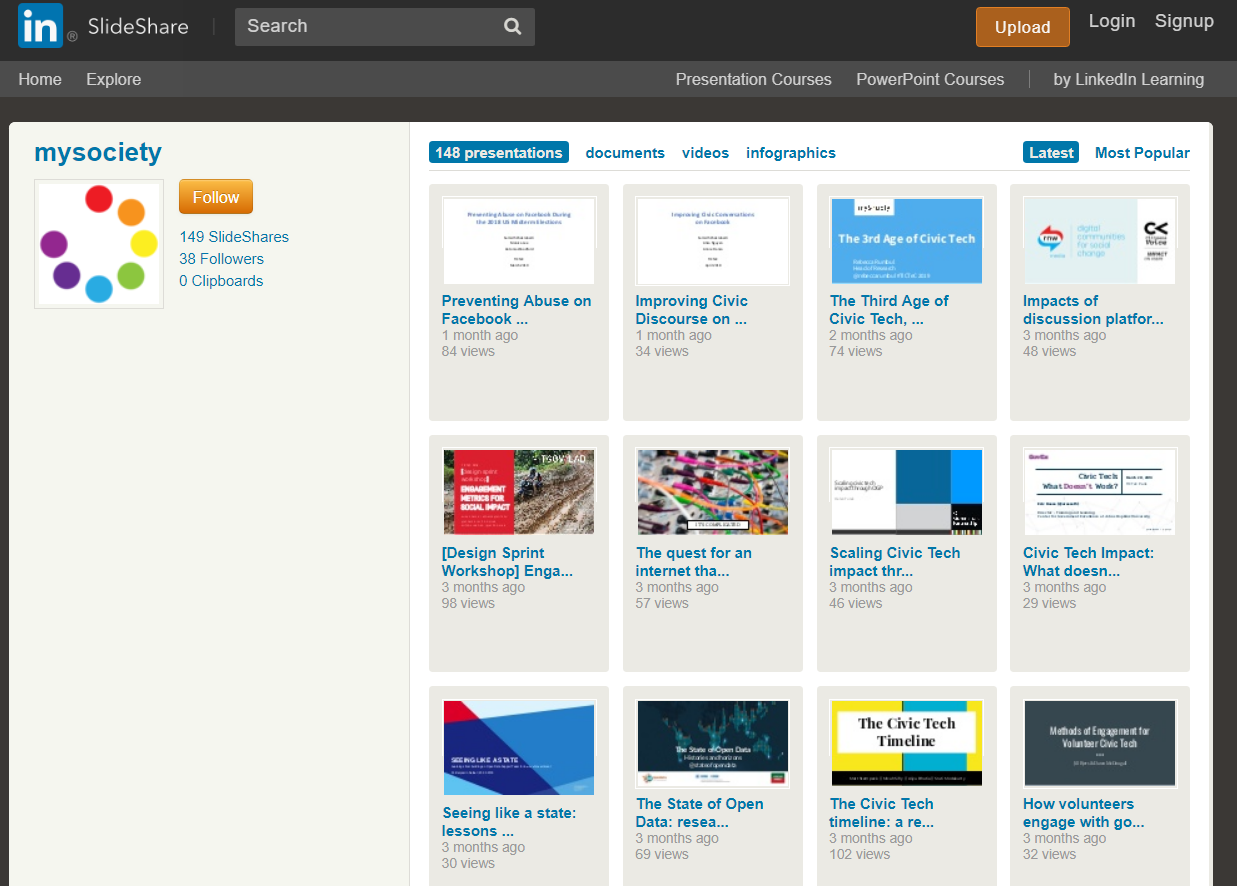 in ® SlideShare
Search
Upload
Login
Signup
Home
Explore
Presentation Courses
PowerPoint Courses
by LinkedIn Learning
mysociety
Follow
149 SlideShares
38 Followers
0 Clipboards
148 presentations
documents
videos
infographics
Latest
Most Popular
Preventing Abuse on Facebook During
the 2018 US Midterm Elections
Preventing Abuse on
Facebook ...
1 month ago
84 views
Improving Civic Conversations
on Facebook
Improving Civic
Discourse on ...
1 month ago
34 views
mySociety
The 3rd Age of Civic Tech
The Third Age of
Civic Tech, ...
2 months ago
74 views
digital
communities
for social
change
Impacts of
discussion platfor...
3 months ago
48 views
[Design sprint
workshop]
ENGAGEMENT
METRICS FOR
SOCIAL IMPACT
[Design Sprint
Workshop] Enga...
3 months ago
98 views
IT'S COMPLICATED
The quest for an
internet tha...
3 months ago
57 views
Scaling civic tech
impact through OGP
Scaling Civic Tech
impact thr...
3 months ago
46 views
Civic Tech:
What Doesn't Work?
Civic Tech Impact:
What doesn...
3 months ago
29 views
SEEING LIKE A STATE
Seeing like a state:
lessons ...
3 months ago
30 views
The State of Open Data
Histories and horizons
@stateofopendata
The State of Open
Data: resea...
3 months ago
69 views
The Civic Tech
Timeline
The Civic Tech
timeline: a re...
3 months ago
102 views
Methods of Engagement for
Volunteer Civic Tech
How volunteers
engage with go...
3 months ago
32 views